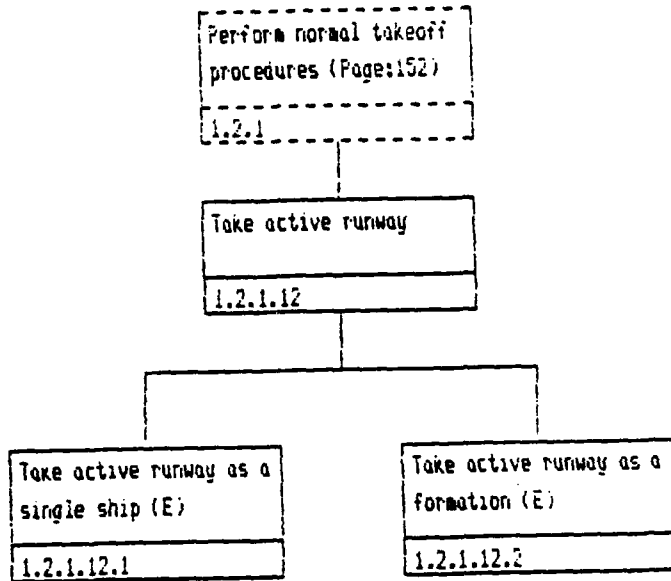 Perform normal takeoff
procedures (Page:152)
1.2.1
Take active runway
1.2.1.12
Take active runway as a
single ship (E)
1.2.1.12.1
Take active runway as a
formation (E)
1.2.1.12.2